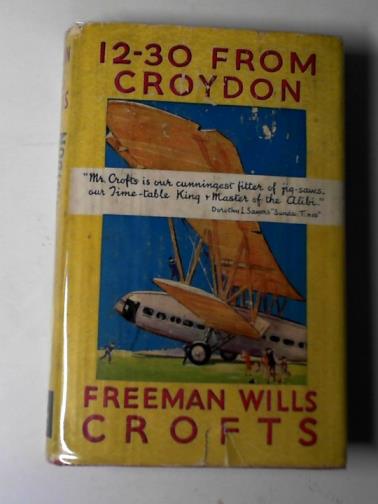 12-30 FROM
CROYDON
"Mr. Crofts is our cunningest fitter of jig-saws,
our Time-table King + Master of the Alibi."
Dorothy L. Sayers "Sunday Times"
FREEMAN WILLS
CROFTS